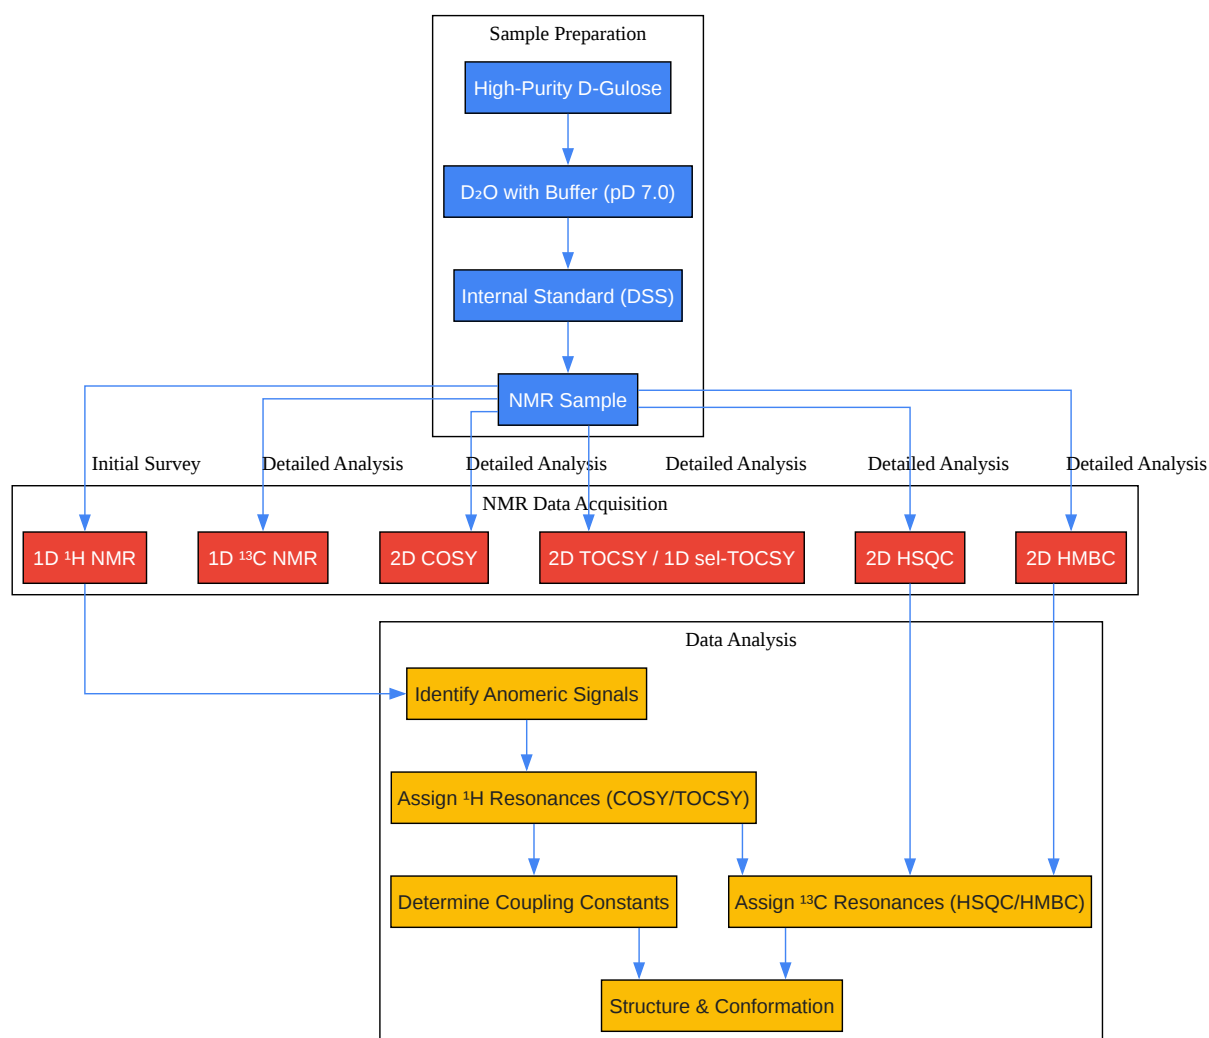 Sample Preparation
High-Purity D-Gulose
D₂O with Buffer (pD 7.0)
Internal Standard (DSS)
NMR Sample
Initial Survey
Detailed Analysis
Detailed Analysis
Detailed Analysis
Detailed Analysis
Detailed Analysis
NMR Data Acquisition
1D ¹H NMR
1D ¹³C NMR
2D COSY
2D TOCSY / 1D sel-TOCSY
2D HSQC
2D HMBC
Data Analysis
Identify Anomeric Signals
Assign ¹H Resonances (COSY/TOCSY)
Determine Coupling Constants
Assign ¹³C Resonances (HSQC/HMBC)
Structure & Conformation